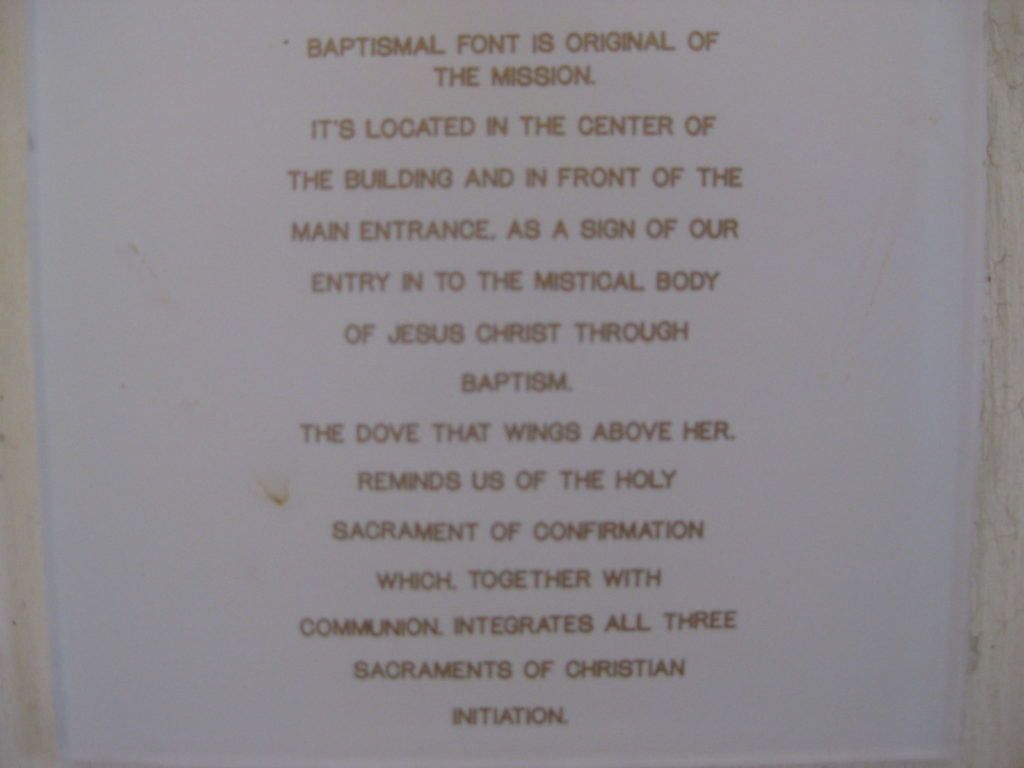 BAPTISMAL FONT IS ORIGINAL OF
THE MISSION.
IT'S LOCATED IN THE CENTER OF
THE BUILDING AND IN FRONT OF THE
MAIN ENTRANCE, AS A SIGN OF OUR
ENTRY IN TO THE MISTICAL BODY
OF JESUS CHRIST THROUGH
BAPTISM.
THE DOVE THAT WINGS ABOVE HER,
REMINDS US OF THE HOLY
SACRAMENT OF CONFIRMATION
WHICH, TOGETHER WITH
COMMUNION, INTEGRATES ALL THREE
SACRAMENTS OF CHRISTIAN
INITIATION.